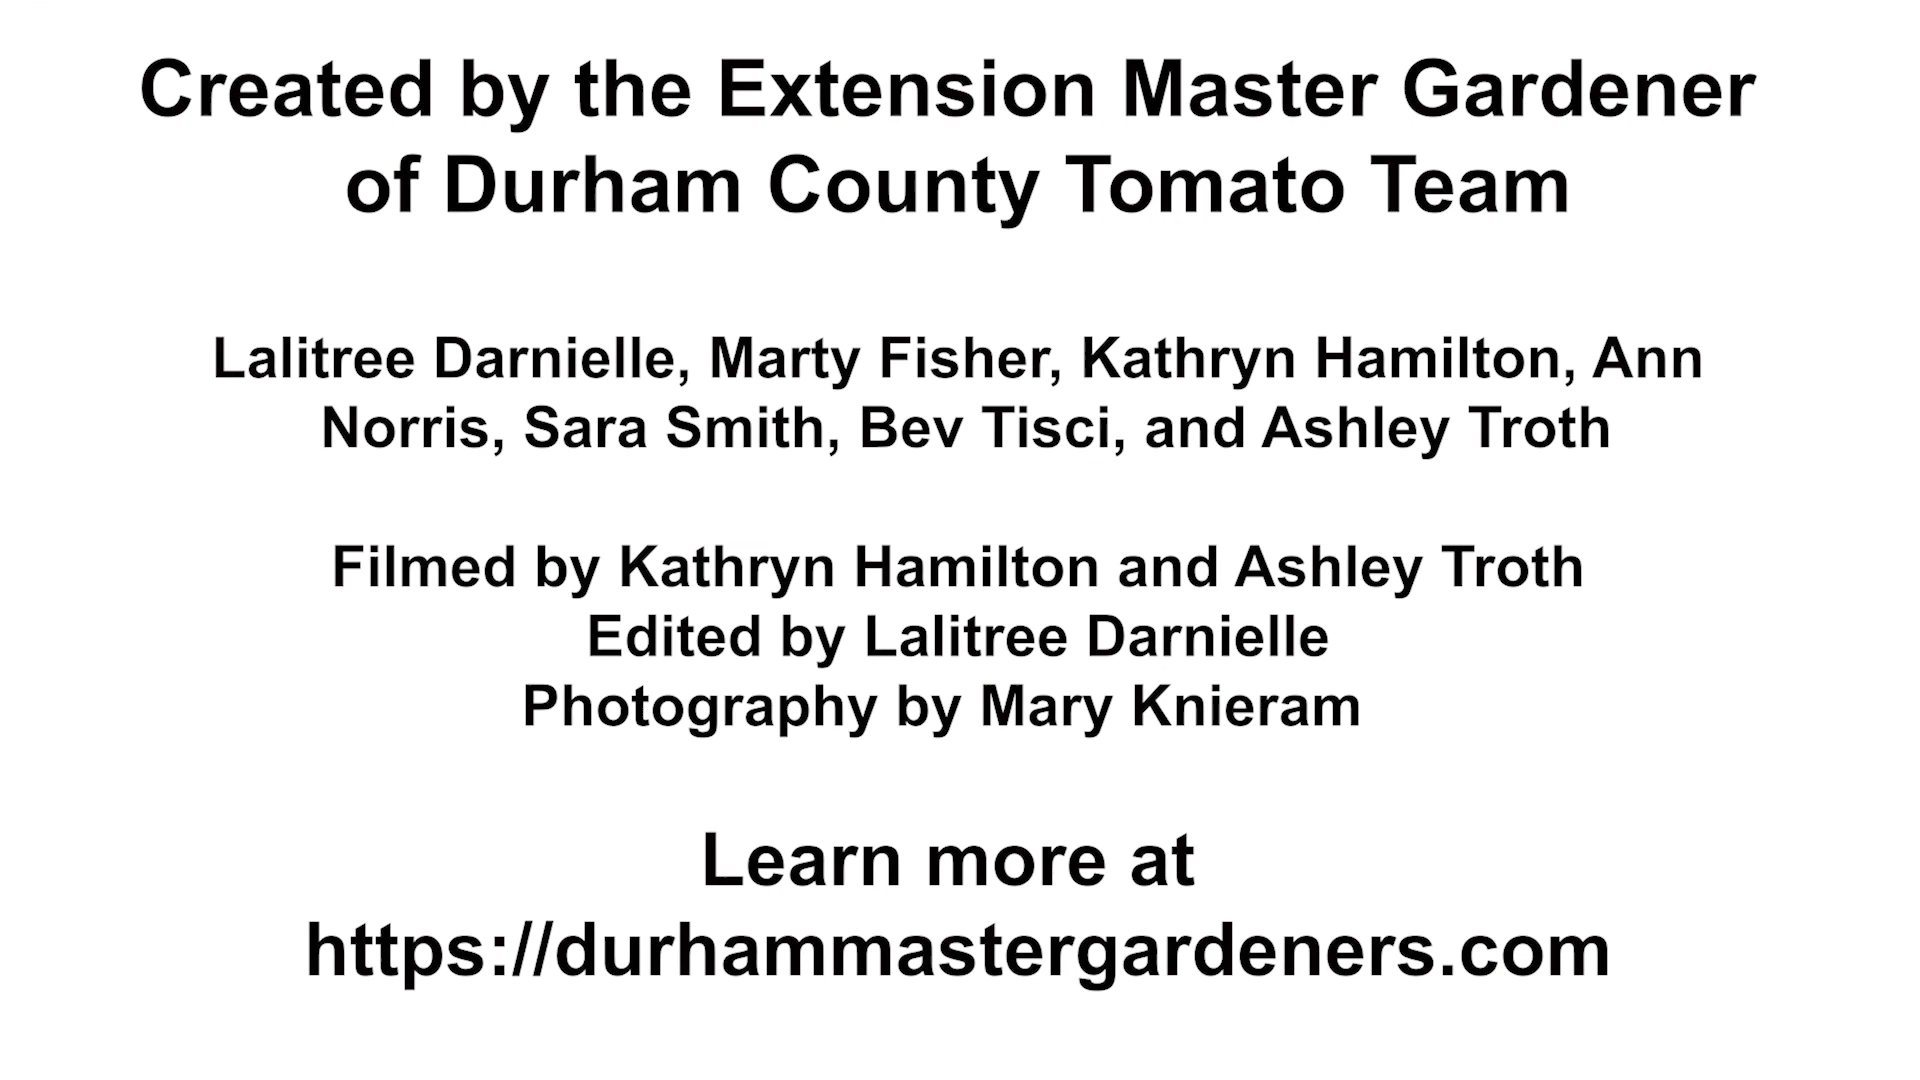 Created by the Extension Master Gardener
of Durham County Tomato Team
Lalitree Darnielle, Marty Fisher, Kathryn Hamilton, Ann
Norris, Sara Smith, Bev Tisci, and Ashley Troth
Filmed by Kathryn Hamilton and Ashley Troth
Edited by Lalitree Darnielle
Photography by Mary Knieram
Learn more at
https://durhammastergardeners.com